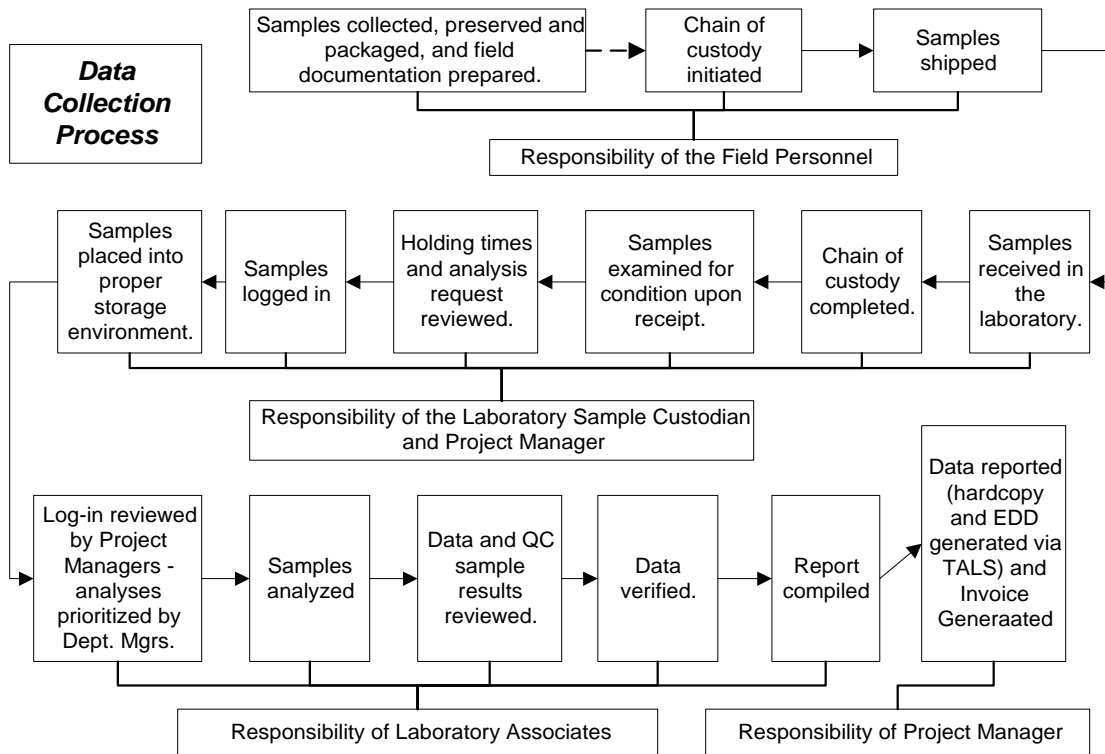 Data
Collection
Process
Samples collected, preserved and
packaged, and field
documentation prepared.
Chain of
custody
initiated
Samples
shipped
Responsibility of the Field Personnel
Samples
received in
the
laboratory.
Chain of
custody
completed.
Samples
examined for
condition upon
receipt.
Holding times
and analysis
request
reviewed.
Samples
logged in
Samples
placed into
proper
storage
environment.
Responsibility of the Laboratory Sample Custodian
and Project Manager
Log-in reviewed
by Project
Managers -
analyses
prioritized by
Dept. Mgrs.
Samples
analyzed
Data and QC
sample
results
reviewed.
Data
verified.
Report
compiled
Data reported
(hardcopy
and EDD
generated via
TALS) and
Invoice
Generaated
Responsibility of Laboratory Associates
Responsibility of Project Manager